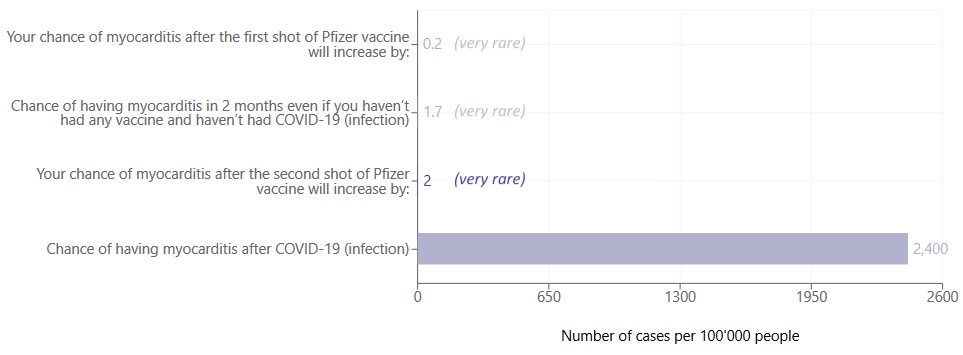 Your chance of myocarditis after the first shot of Pfizer vaccine
will increase by:
0.2 (very rare)
Chance of having myocarditis in 2 months even if you haven’t
had any vaccine and haven’t had COVID-19 (infection)
1.7 (very rare)
Your chance of myocarditis after the second shot of Pfizer
vaccine will increase by:
2 (very rare)
Chance of having myocarditis after COVID-19 (infection)
2,400
0 650 1300 1950 2600
Number of cases per 100'000 people